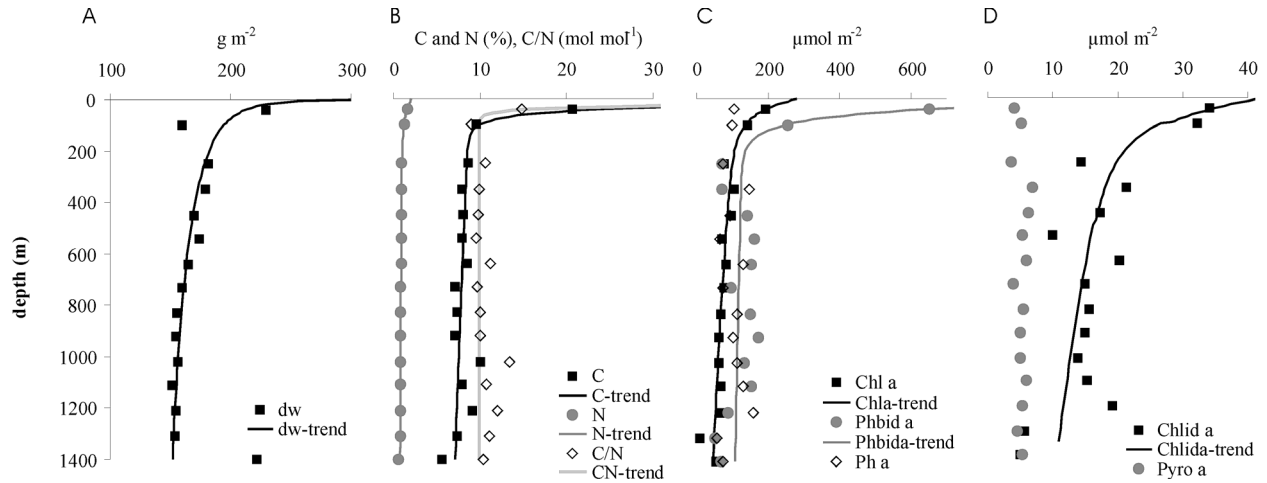 A
B
C
D
g m-2
C and N (%), C/N (mol mol-1)
µmol m-2
µmol m-2
100 200 300
0 10 20 30
0 200 400 600
0 10 20 30 40
0
200
400
600
800
1000
1200
1400
depth (m)
dw
dw-trend
C
C-trend
N
N-trend
C/N
CN-trend
Chl a
Chla-trend
Phbid a
Phbida-trend
Ph a
Chlid a
Chlida-trend
Pyro a